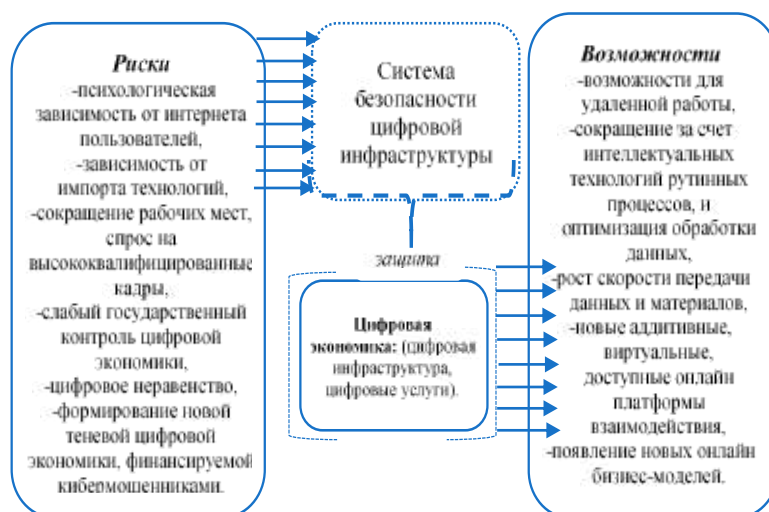 Риски
-психологическая
зависимость от интернета
пользователей,
-зависимость от
импорта технологий,
-сокращение рабочих мест,
спрос на
высококвалифицированные
кадры,
-слабый государственный
контроль цифровой
экономики,
-цифровое неравенство,
-формирование новой
теневой цифровой
экономики, финансируемой
кибермошенниками.
Система
безопасности
цифровой
инфраструктуры
защита
Цифровая
экономика: (цифровая
инфраструктура,
цифровые услуги).
Возможности
-возможности для
удаленной работы,
-сокращение за счет
интеллектуальных
технологий рутинных
процессов, и
оптимизация обработки
данных,
-рост скорости передачи
данных и материалов,
-новые аддитивные,
виртуальные,
доступные онлайн
платформы
взаимодействия,
-появление новых онлайн
бизнес-моделей.